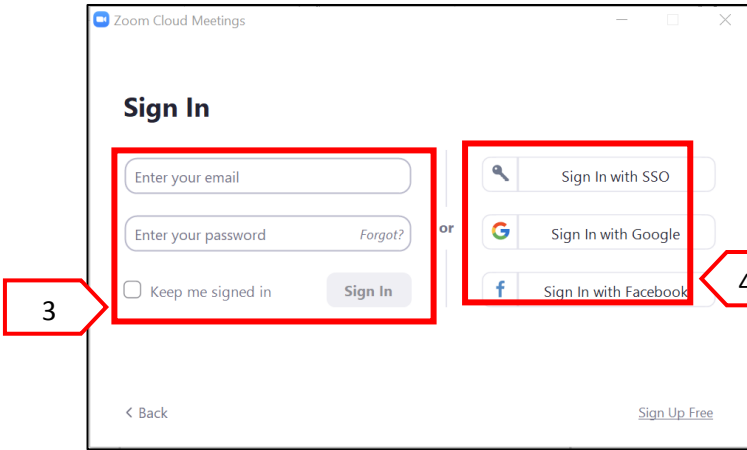 Zoom Cloud Meetings
Sign In
Enter your email
Enter your password Forgot?
Keep me signed in Sign In
or
Sign In with SSO
Sign In with Google
Sign In with Facebook
3
4
< Back
Sign Up Free